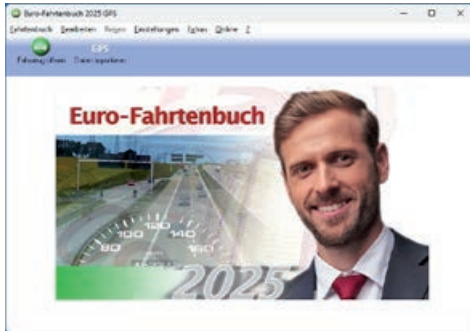 Euro-Fahrtenbuch 2025 GPS
Fahrtenbuch Bearbeiten Reisen Einstellungen Extras Online ?
GPS
Fahrzeug öffnen Daten importieren
Euro-Fahrtenbuch
80 100 120 140 160
2025